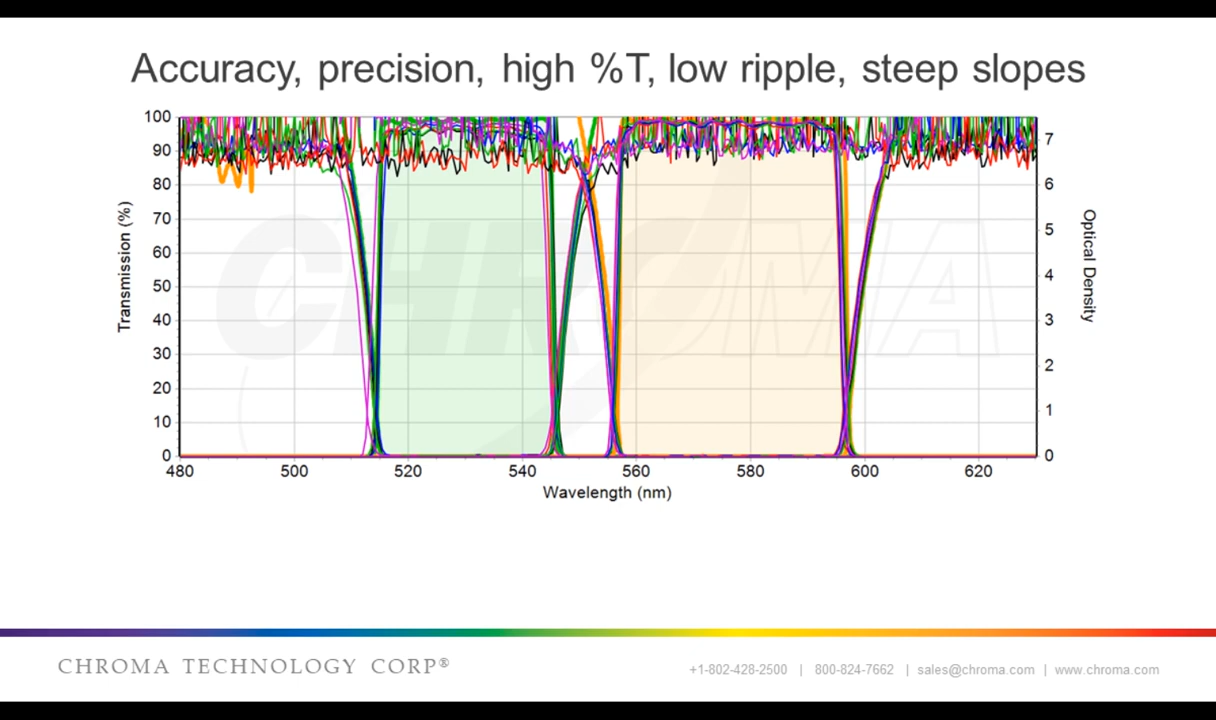 Accuracy, precision, high %T, low ripple, steep slopes
100
90
80
70
60
50
40
30
20
10
0
Transmission (%)
7
6
5
4
3
2
1
0
Optical Density
CHROMA
480 500 520 540 560 580 600 620
Wavelength (nm)
CHROMA TECHNOLOGY CORP®
+1-802-428-2500 | 800-824-7662 | sales@chroma.com | www.chroma.com